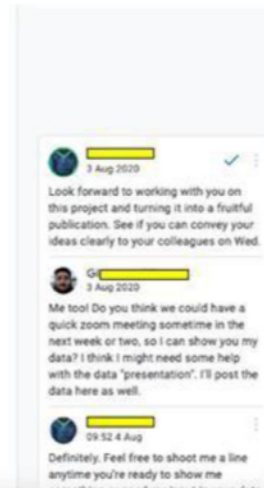 3 Aug 2020
Look forward to working with you on
this project and turning it into a fruitful
publication. See if you can convey your
ideas clearly to your colleagues on Wed.
3 Aug 2020
Me too! Do you think we could have a
quick zoom meeting sometime in the
next week or two, so I can show you my
data? I think I might need some help
with the data "presentation". I'll post the
data here as well.
09:52 4 Aug
Definitely. Feel free to shoot me a line
anytime you're ready to show me